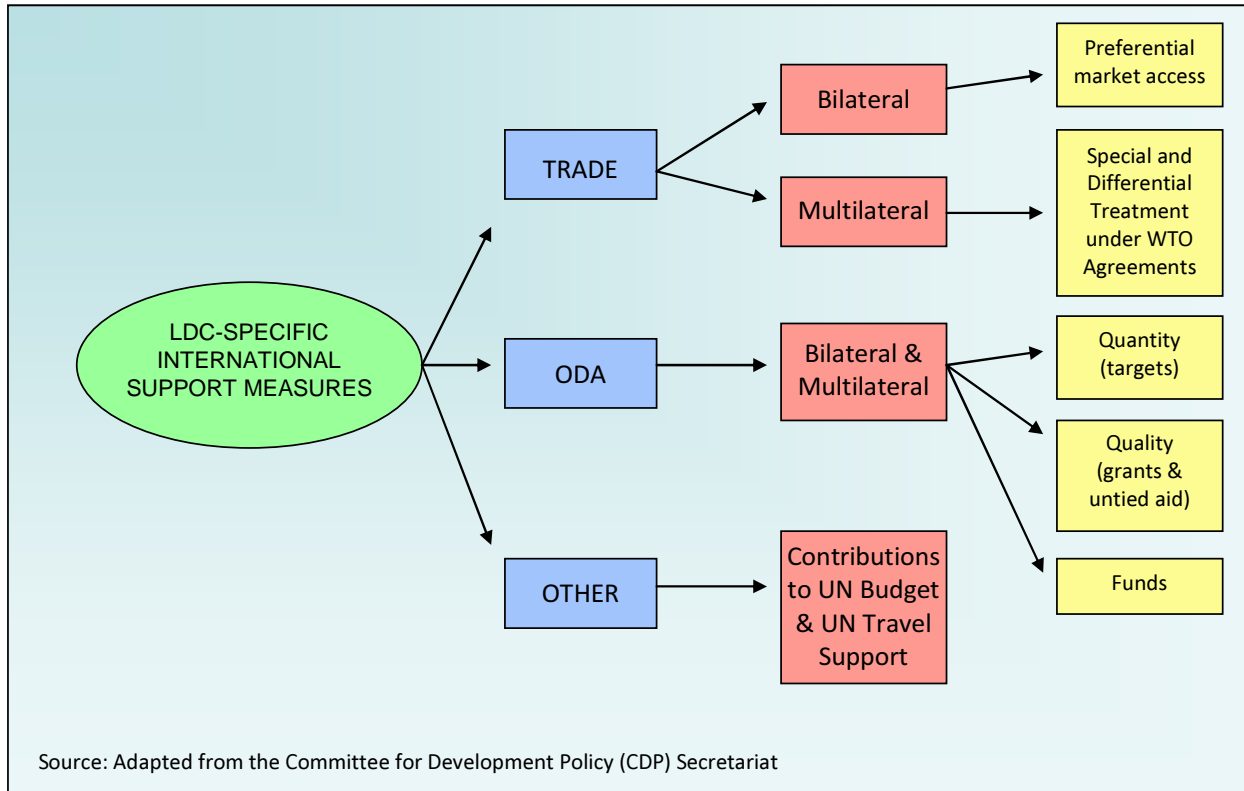 LDC-SPECIFIC
INTERNATIONAL
SUPPORT MEASURES
TRADE
Bilateral
Preferential
market access
Multilateral
Special and
Differential
Treatment
under WTO
Agreements
ODA
Bilateral &
Multilateral
Quantity
(targets)
Quality
(grants &
untied aid)
Funds
OTHER
Contributions
to UN Budget
& UN Travel
Support
Source: Adapted from the Committee for Development Policy (CDP) Secretariat